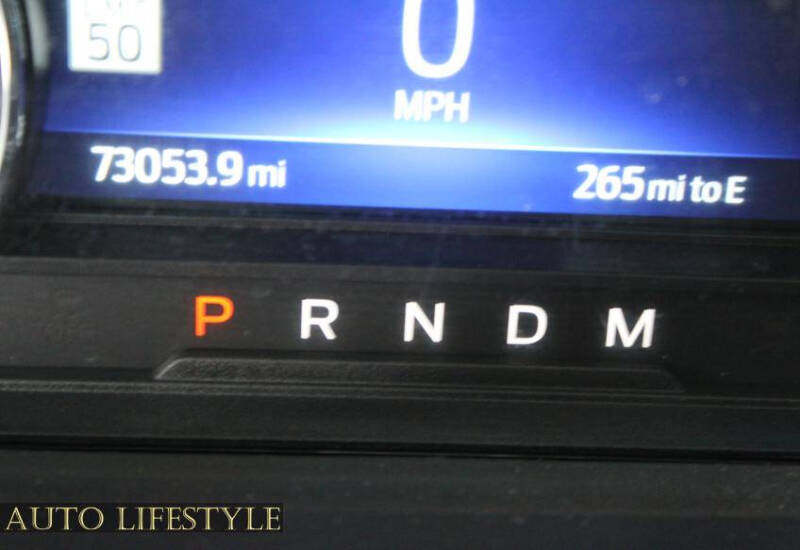 50
0
MPH
73053.9 mi
265 mi to E
P R N D M
AUTO LIFESTYLE